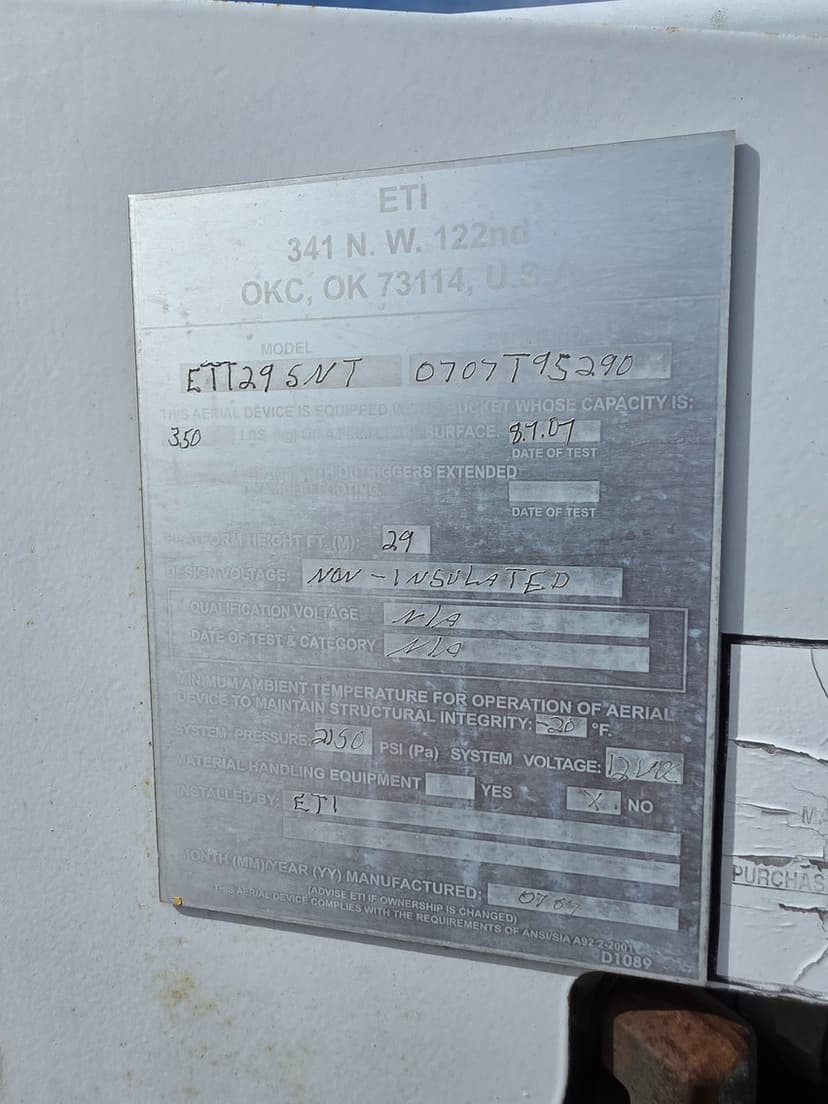 ETI
341 N. W. 122nd
OKC, OK 73114, U.S.A
MODEL
ETI29SNT 0707T95290
THIS AERIAL DEVICE IS EQUIPPED BUCKET WHOSE CAPACITY IS:
350 LBS. SURFACE. 8.7.07
DATE OF TEST
OUTRIGGERS EXTENDED
DATE OF TEST
PLATFORM HEIGHT FT. (M): 29
DESIGN VOLTAGE: NON-INSULATED
QUALIFICATION VOLTAGE N/A
DATE OF TEST & CATEGORY N/A
MINIMUM AMBIENT TEMPERATURE FOR OPERATION OF AERIAL
DEVICE TO MAINTAIN STRUCTURAL INTEGRITY: -20 °F.
SYSTEM PRESSURE: 2150 PSI (Pa) SYSTEM VOLTAGE: 12VDC
MATERIAL HANDLING EQUIPMENT YES X NO
INSTALLED BY: ETI
MONTH (MM)/YEAR (YY) MANUFACTURED: 0707
(ADVISE ETI IF OWNERSHIP IS CHANGED)
THIS AERIAL DEVICE COMPLIES WITH THE REQUIREMENTS OF ANSI/SIA A92.2-2001
D1089
PURCHAS